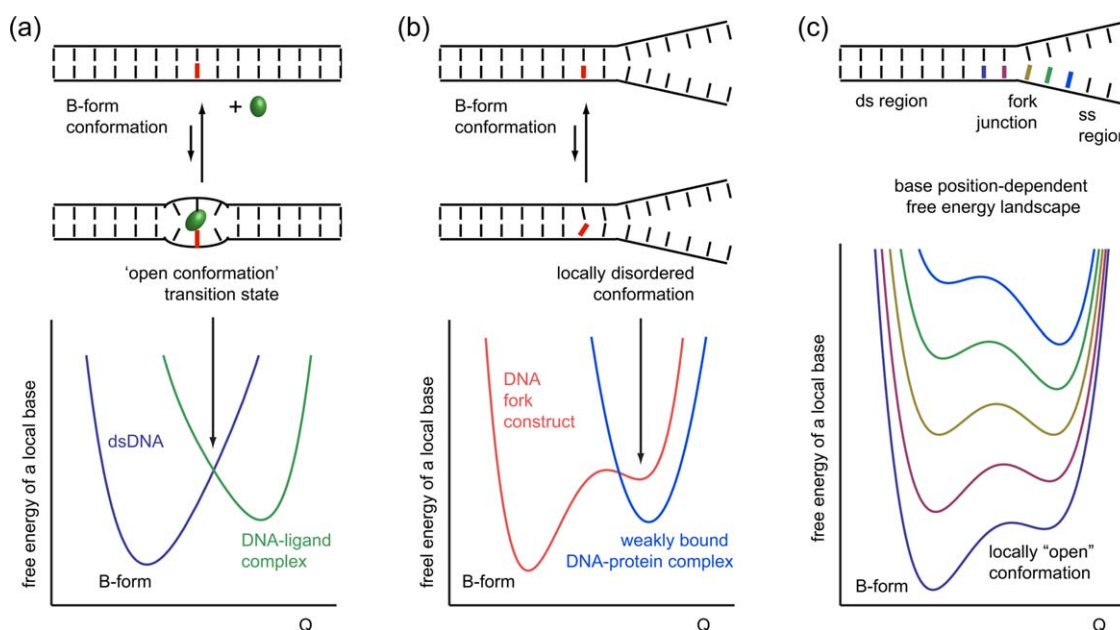 (a)
B-form
conformation
+
'open conformation'
transition state
free energy of a local base
dsDNA
DNA-ligand
complex
B-form
Q
(b)
B-form
conformation
locally disordered
conformation
freel energy of a local base
DNA
fork
construct
weakly bound
DNA-protein complex
B-form
Q
(c)
ds region
fork
junction
ss
region
base position-dependent
free energy landscape
free energy of a local base
locally "open"
conformation
B-form
Q